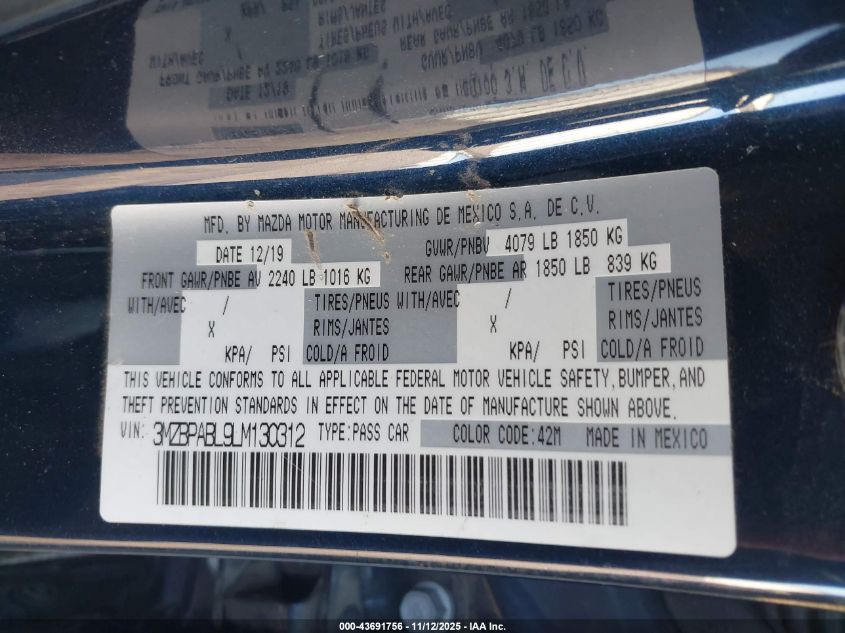 MFD. BY MAZDA MOTOR MANUFACTURING DE MEXICO S.A. DE C.V.
DATE 12/19 GVWR/PNBV 4079 LB 1850 KG
FRONT GAWR/PNBE AV 2240 LB 1016 KG REAR GAWR/PNBE AR 1850 LB 839 KG
WITH/AVEC / TIRES/PNEUS WITH/AVEC / TIRES/PNEUS
X RIMS/JANTES X RIMS/JANTES
KPA/ PSI COLD/A FROID KPA/ PSI COLD/A FROID
THIS VEHICLE CONFORMS TO ALL APPLICABLE FEDERAL MOTOR VEHICLE SAFETY, BUMPER, AND
THEFT PREVENTION STANDARDS IN EFFECT ON THE DATE OF MANUFACTURE SHOWN ABOVE.
VIN: 3MZBPABL9LM130312 TYPE:PASS CAR COLOR CODE:42M MADE IN MEXICO
000-43691756 - 11/12/2025 - IAA Inc.